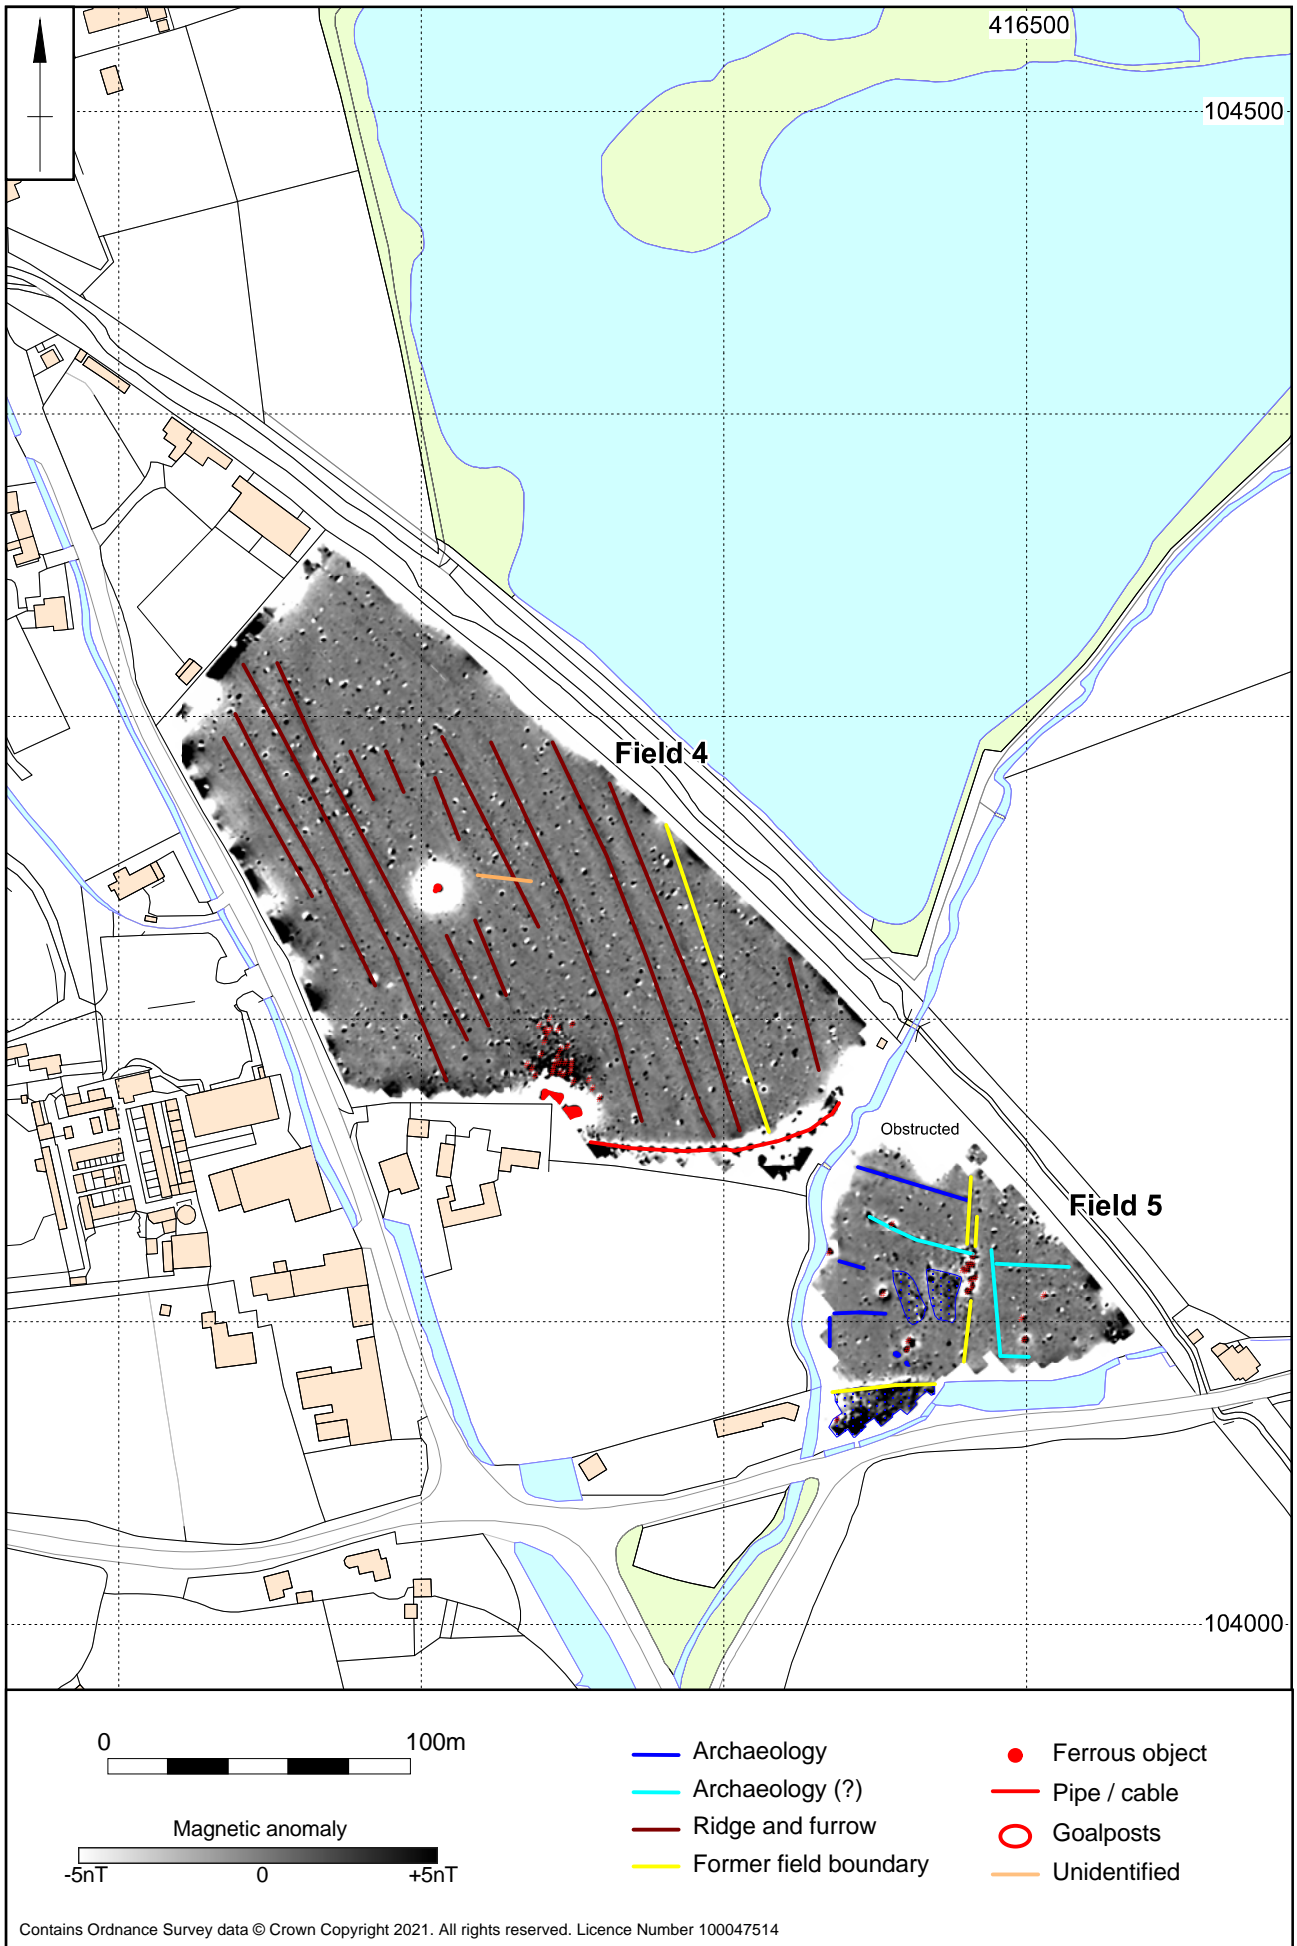 416500
104500
Field 4
Obstructed
Field 5
104000
0 100m
Magnetic anomaly
-5nT 0 +5nT
Archaeology
Archaeology (?)
Ridge and furrow
Former field boundary
Ferrous object
Pipe / cable
Goalposts
Unidentified
Contains Ordnance Survey data © Crown Copyright 2021. All rights reserved. Licence Number 100047514